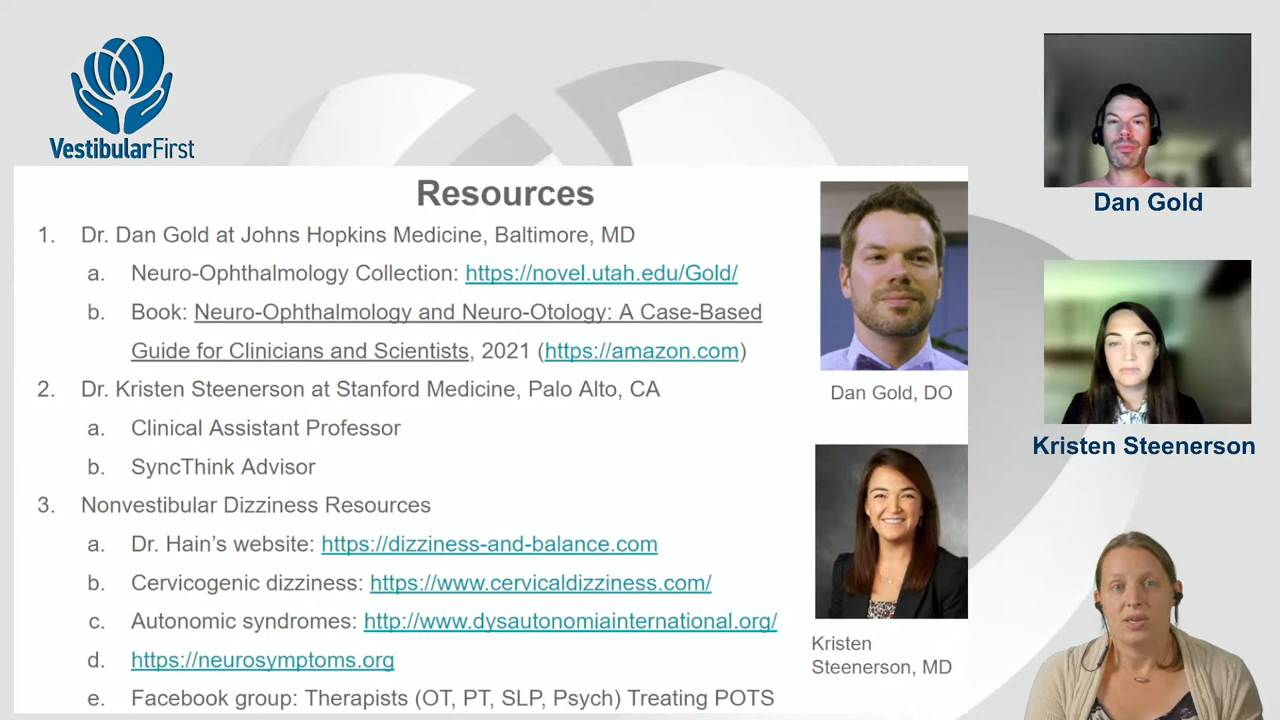 VestibularFirst
Resources
1. Dr. Dan Gold at Johns Hopkins Medicine, Baltimore, MD
a. Neuro-Ophthalmology Collection: https://novel.utah.edu/Gold/
b. Book: Neuro-Ophthalmology and Neuro-Otology: A Case-Based
Guide for Clinicians and Scientists, 2021 (https://amazon.com)
2. Dr. Kristen Steenerson at Stanford Medicine, Palo Alto, CA
a. Clinical Assistant Professor
b. SyncThink Advisor
3. Nonvestibular Dizziness Resources
a. Dr. Hain's website: https://dizziness-and-balance.com
b. Cervicogenic dizziness: https://www.cervicaldizziness.com/
c. Autonomic syndromes: http://www.dysautonomiainternational.org/
d. https://neurosymptoms.org
e. Facebook group: Therapists (OT, PT, SLP, Psych) Treating POTS
Dan Gold, DO
Kristen
Steenerson, MD
Dan Gold
Kristen Steenerson